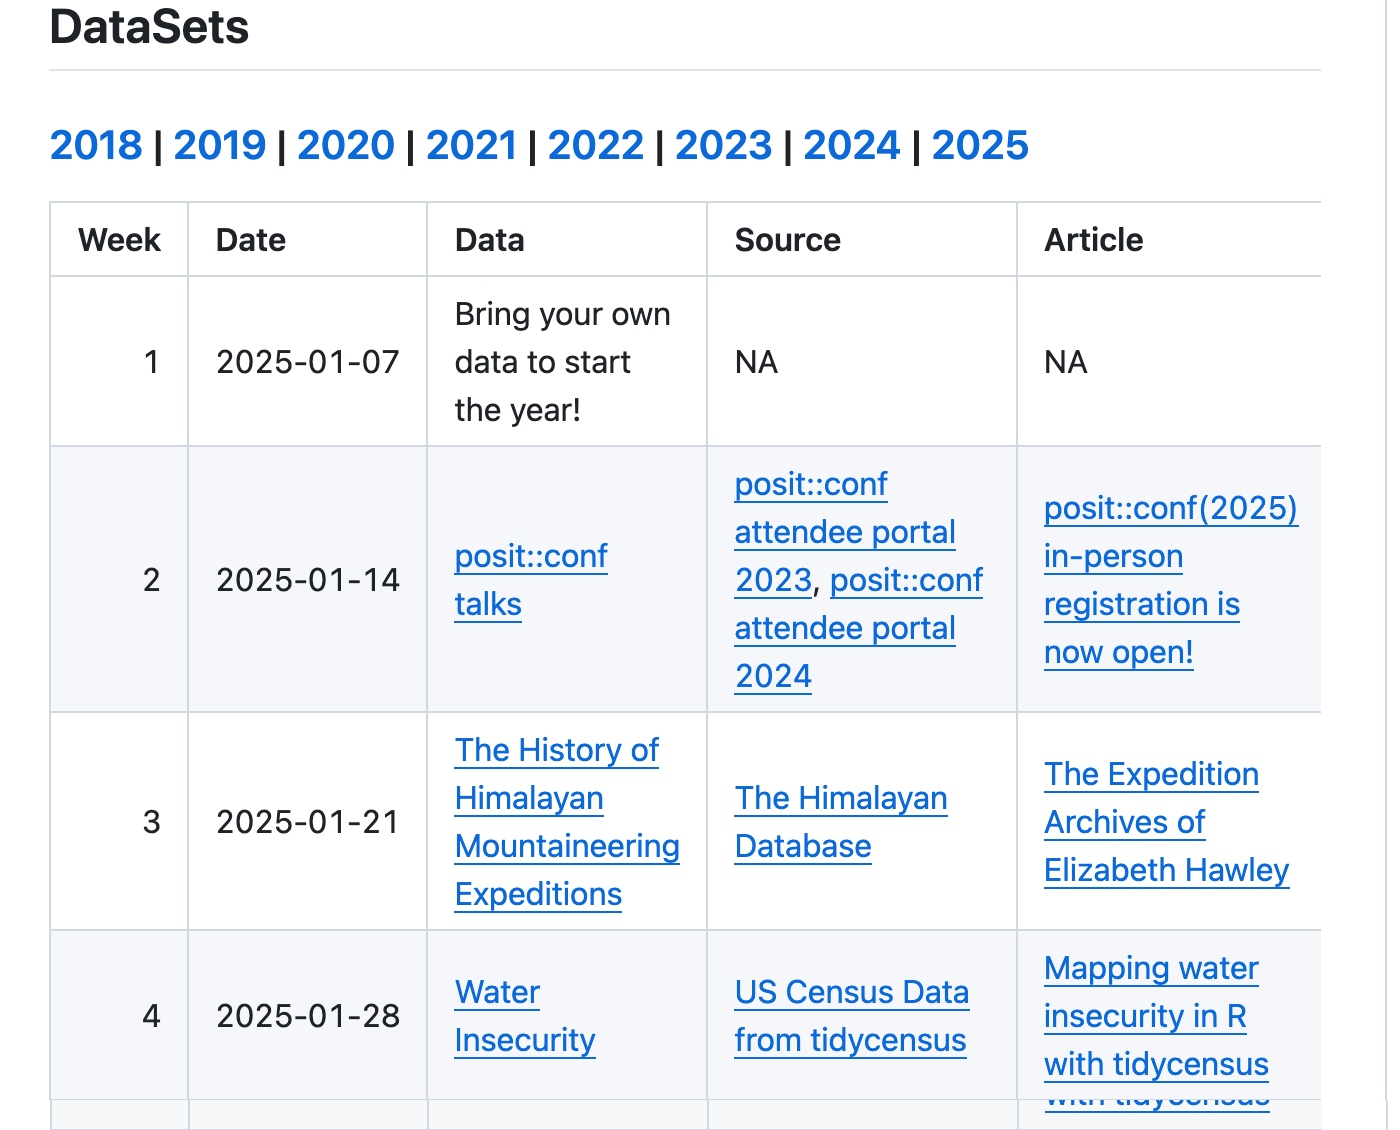 DataSets
2018 | 2019 | 2020 | 2021 | 2022 | 2023 | 2024 | 2025
Week Date Data Source Article
1 2025-01-07 Bring your own
data to start
the year! NA NA
2 2025-01-14 posit::conf
talks posit::conf
attendee portal
2023, posit::conf
attendee portal
2024 posit::conf(2025)
in-person
registration is
now open!
3 2025-01-21 The History of
Himalayan
Mountaineering
Expeditions The Himalayan
Database The Expedition
Archives of
Elizabeth Hawley
4 2025-01-28 Water
Insecurity US Census Data
from tidycensus Mapping water
insecurity in R
with tidycensus
with tidycensus